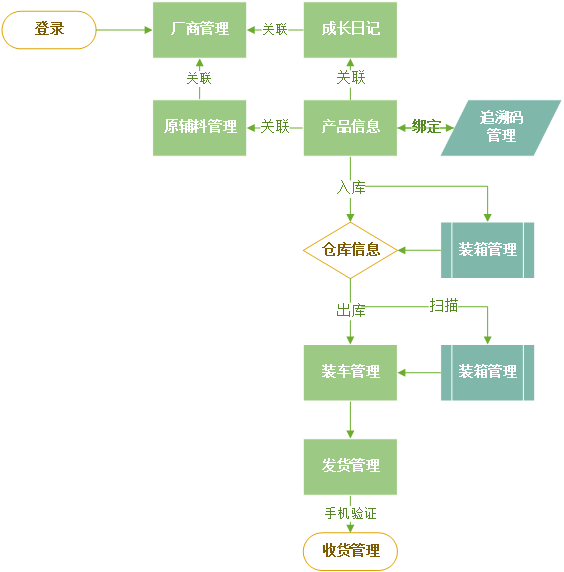 登录
厂商管理
关联
成长日记
关联
关联
原辅料管理
关联
产品信息
绑定
追溯码
管理
入库
仓库信息
装箱管理
出库
扫描
装车管理
装箱管理
发货管理
手机验证
收货管理